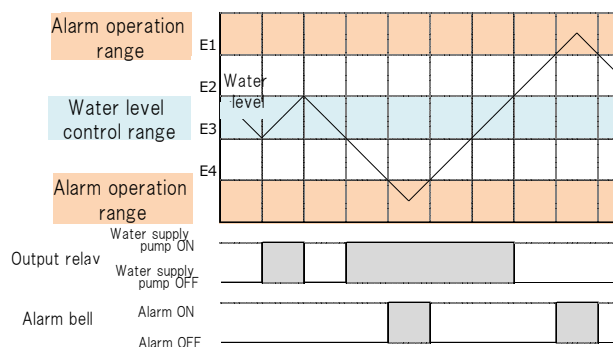 Alarm operation
range
E1
E2
Water
level
Water level
control range
E3
E4
Alarm operation
range
Output relav
Water supply
pump ON
Water supply
pump OFF
Alarm bell
Alarm ON
Alarm OFF